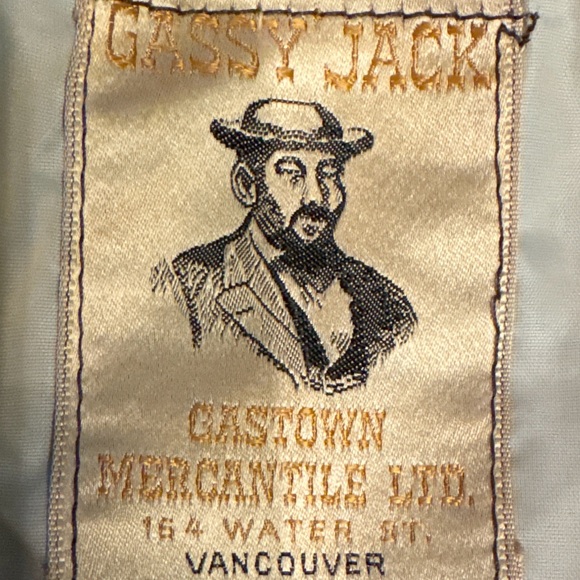 GASSY JACK
GASTOWN
MERCANTILE LTD.
164 WATER ST.
VANCOUVER